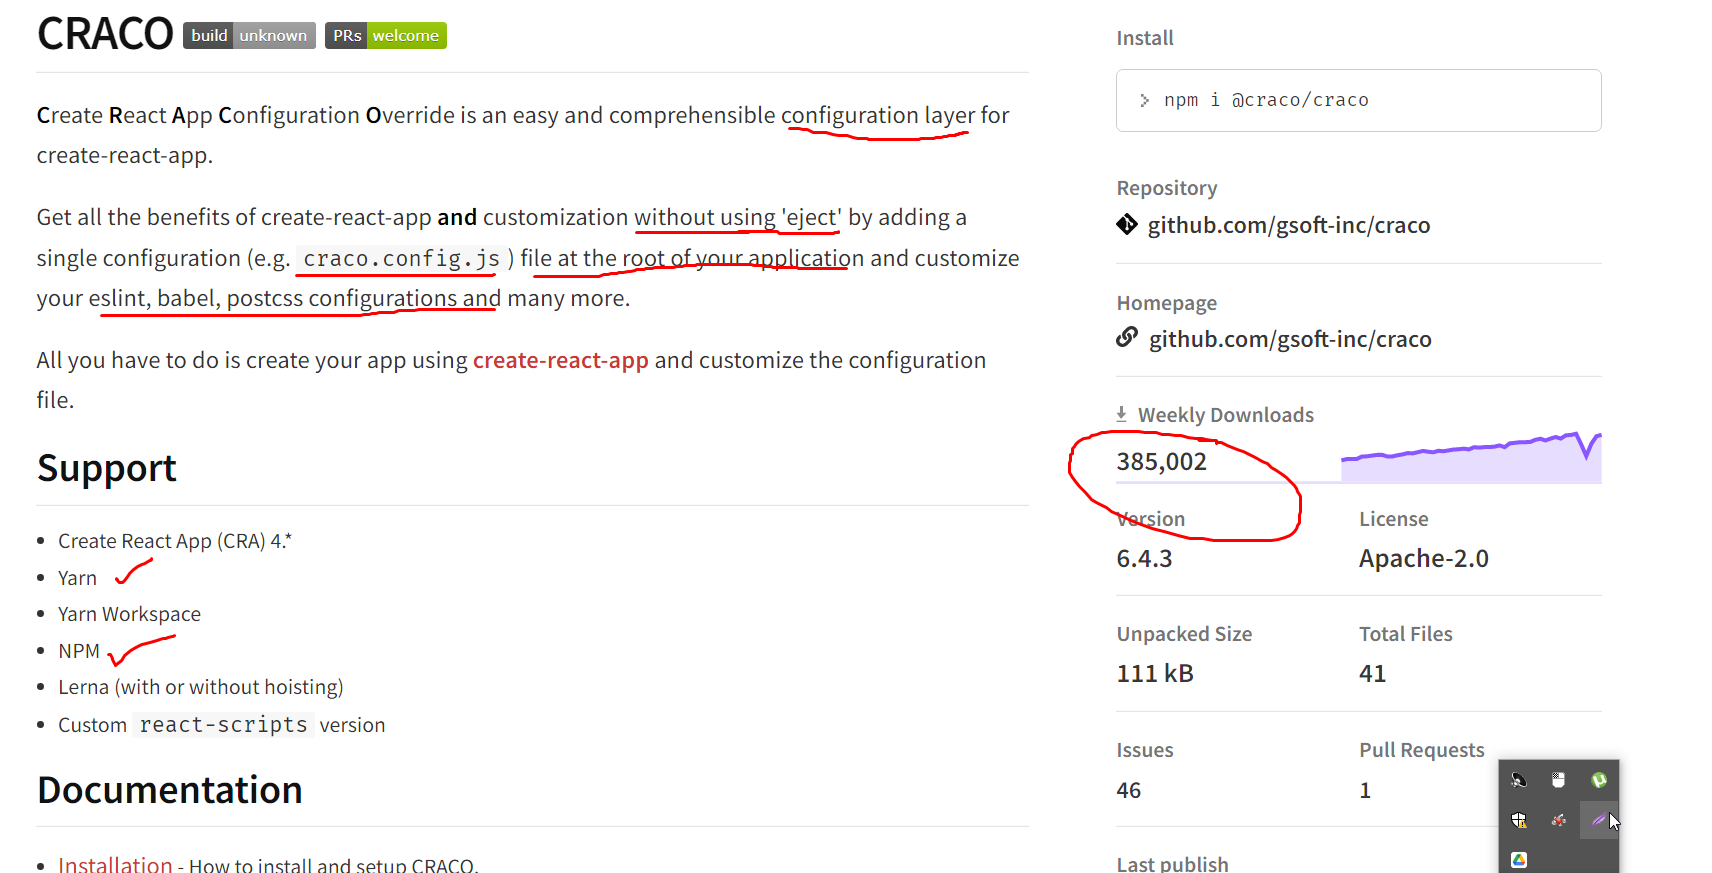 CRACO build unknown PRs welcome
Create React App Configuration Override is an easy and comprehensible configuration layer for
create-react-app.
Get all the benefits of create-react-app and customization without using 'eject' by adding a
single configuration (e.g. craco.config.js ) file at the root of your application and customize
your eslint, babel, postcss configurations and many more.
All you have to do is create your app using create-react-app and customize the configuration
file.
Support
Create React App (CRA) 4.*
Yarn
Yarn Workspace
NPM
Lerna (with or without hoisting)
Custom react-scripts version
Documentation
Installation - How to install and setup CRACO.
Install
> npm i @craco/craco
Repository
github.com/gsoft-inc/craco
Homepage
github.com/gsoft-inc/craco
Weekly Downloads
385,002
Version License
6.4.3 Apache-2.0
Unpacked Size Total Files
111 kB 41
Issues Pull Requests
46 1
Last publish